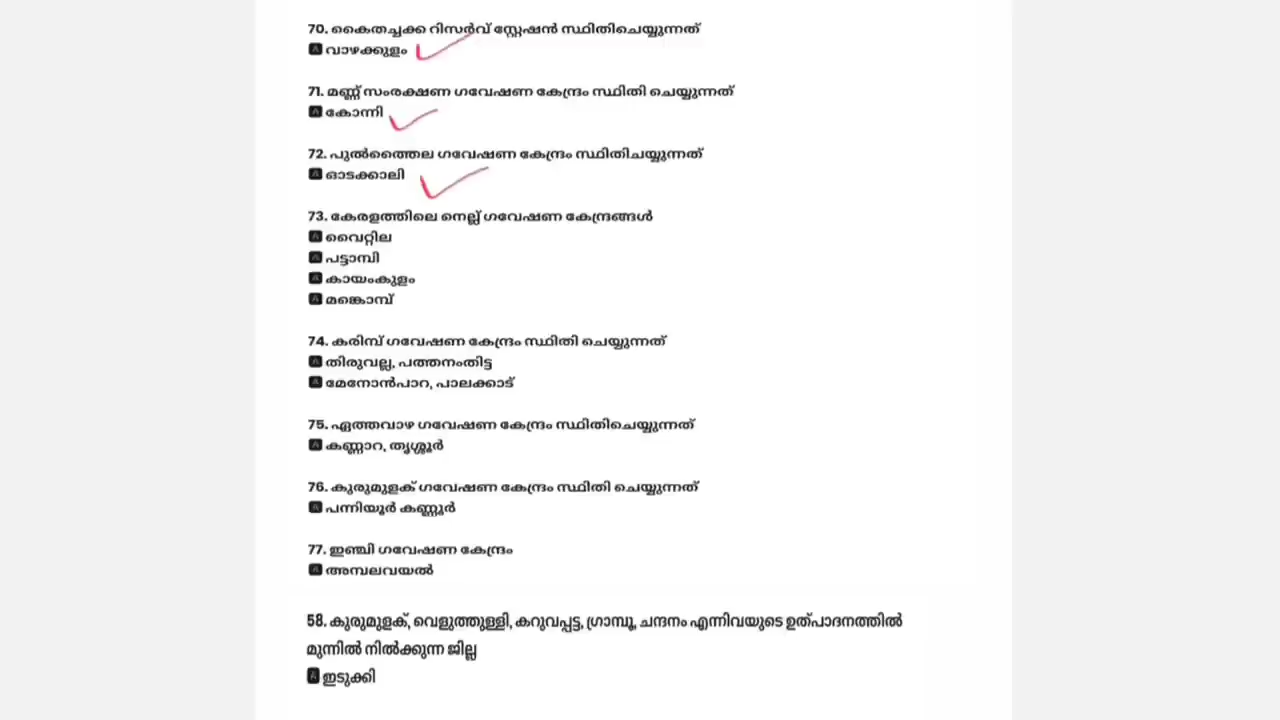 70. കൈതച്ചക്ക റിസർവ് സ്റ്റേഷൻ സ്ഥിതിചെയ്യുന്നത്
A വാഴക്കുളം
71. മണ്ണ് സംരക്ഷണ ഗവേഷണ കേന്ദ്രം സ്ഥിതി ചെയ്യുന്നത്
A കോന്നി
72. പുൽത്തൈല ഗവേഷണ കേന്ദ്രം സ്ഥിതിചയ്യുന്നത്
A ഓടക്കാലി
73. കേരളത്തിലെ നെല്ല് ഗവേഷണ കേന്ദ്രങ്ങൾ
A വൈറ്റില
A പട്ടാമ്പി
A കായംകുളം
A മങ്കൊമ്പ്
74. കരിമ്പ് ഗവേഷണ കേന്ദ്രം സ്ഥിതി ചെയ്യുന്നത്
A തിരുവല്ല, പത്തനംതിട്ട
A മേനോൻപാറ, പാലക്കാട്
75. ഏത്തവാഴ ഗവേഷണ കേന്ദ്രം സ്ഥിതിചെയ്യുന്നത്
A കണ്ണാറ, തൃശ്ശൂർ
76. കുരുമുളക് ഗവേഷണ കേന്ദ്രം സ്ഥിതി ചെയ്യുന്നത്
A പന്നിയൂർ കണ്ണൂർ
77. ഇഞ്ചി ഗവേഷണ കേന്ദ്രം
A അമ്പലവയൽ
58. കുരുമുളക്, വെളുത്തുള്ളി, കറുവപ്പട്ട, ഗ്രാമ്പൂ, ചന്ദനം എന്നിവയുടെ ഉത്പാദനത്തിൽ
മുന്നിൽ നിൽക്കുന്ന ജില്ല
A ഇടുക്കി